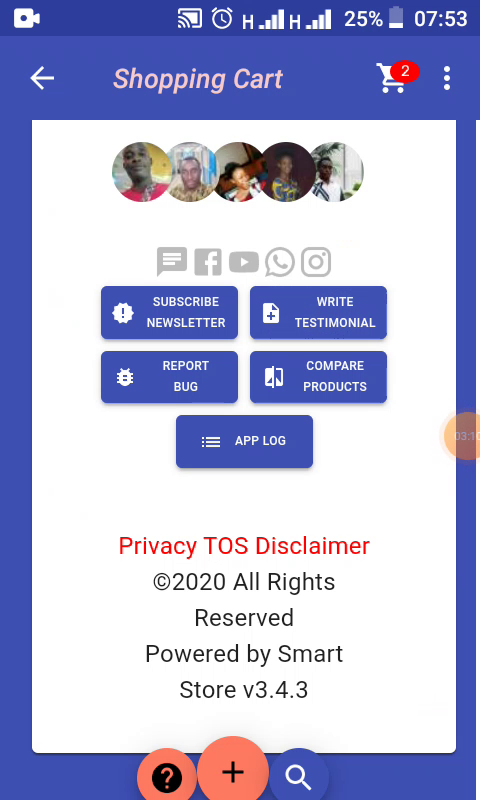 H H 25% 07:53
Shopping Cart 2
SUBSCRIBE
NEWSLETTER
WRITE
TESTIMONIAL
REPORT
BUG
COMPARE
PRODUCTS
APP LOG
03:10
Privacy TOS Disclaimer
©2020 All Rights
Reserved
Powered by Smart
Store v3.4.3